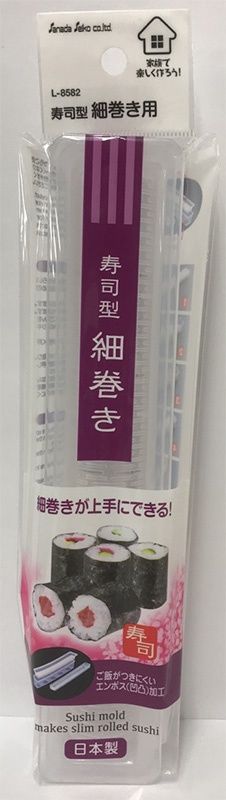 Sanada Seiko co.ltd.
家族で
楽しく作ろう!
L-8582
寿司型 細巻き用
寿司型 細巻き
細巻きが上手にできる!
寿司
ご飯がつきにくい
エンボス(凹凸)加工
Sushi mold
makes slim rolled sushi
日本製